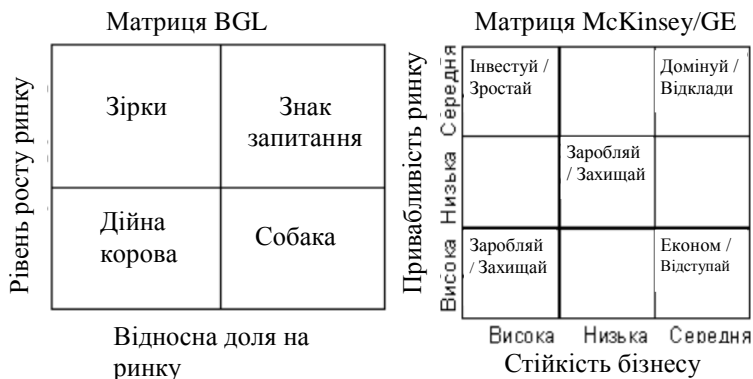 Матриця BGL
Рівень росту ринку
Зірки
Знак
запитання
Дійна
корова
Собака
Відносна доля на
ринку
Матриця McKinsey/GE
Привабливість ринку
Середня
Низька
Висока
Інвестуй /
Зростай
Домінуй /
Відклади
Заробляй
/ Захищай
Заробляй
/ Захищай
Економ /
Відступай
Висока Низька Середня
Стійкість бізнесу